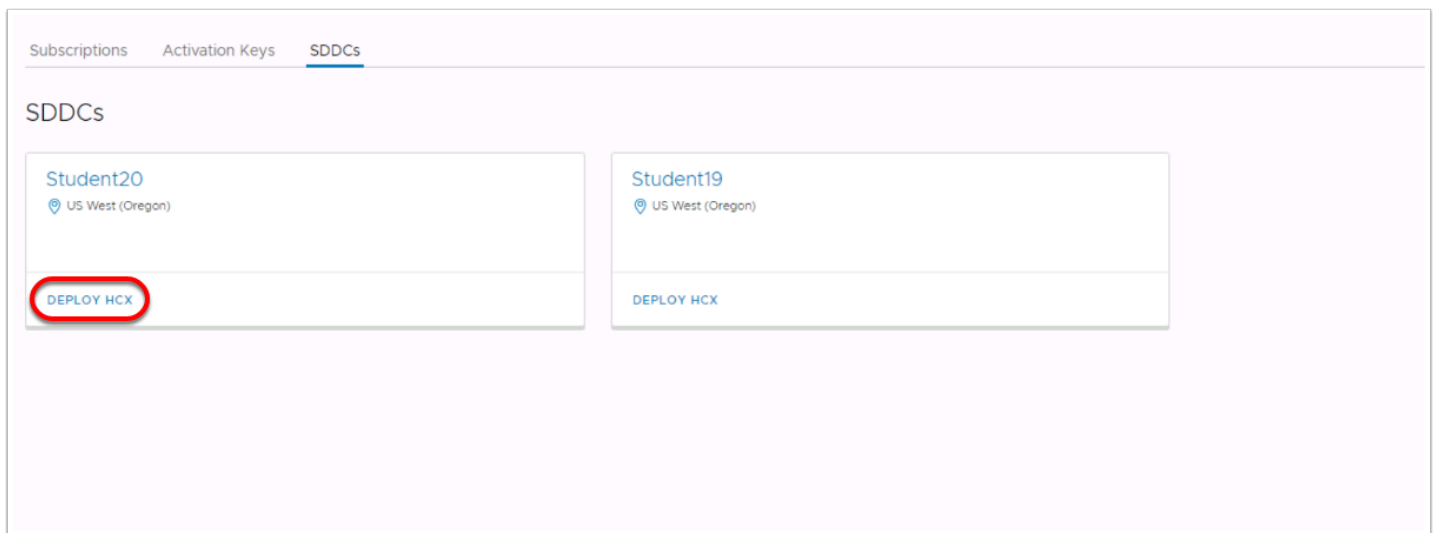 Subscriptions Activation Keys SDDCs
SDDCs
Student20
US West (Oregon)
DEPLOY HCX
Student19
US West (Oregon)
DEPLOY HCX